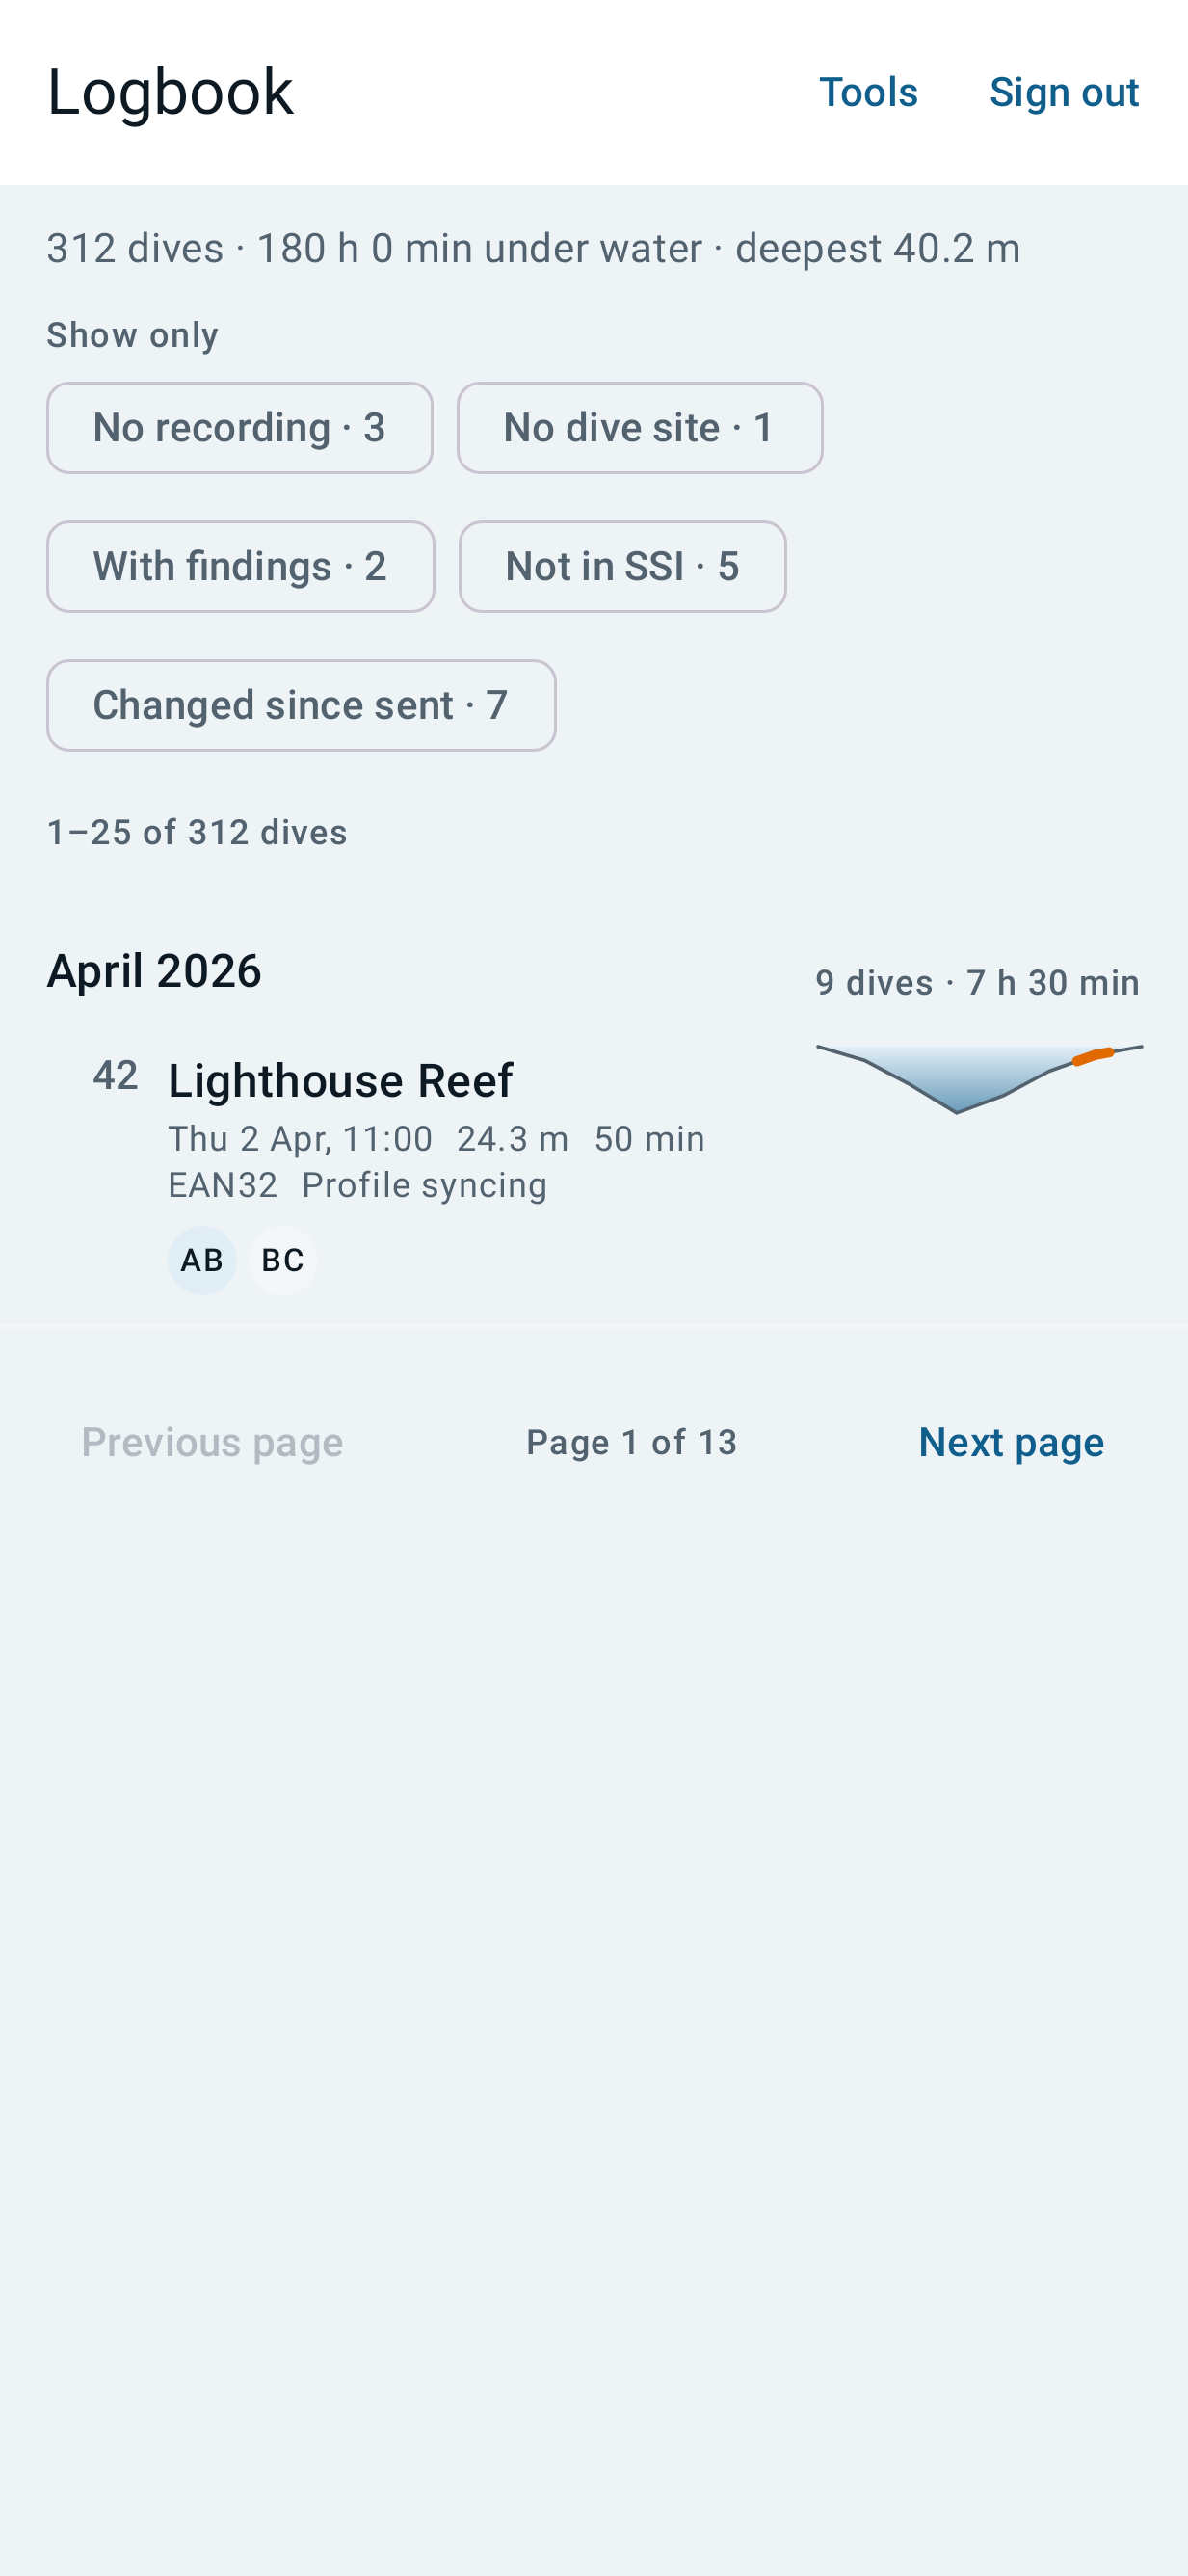 Logbook Tools Sign out
312 dives · 180 h 0 min under water · deepest 40.2 m
Show only
No recording · 3 No dive site · 1
With findings · 2 Not in SSI · 5
Changed since sent · 7
1–25 of 312 dives
April 2026 9 dives · 7 h 30 min
42 Lighthouse Reef
Thu 2 Apr, 11:00 24.3 m 50 min
EAN32 Profile syncing
AB BC
Previous page Page 1 of 13 Next page